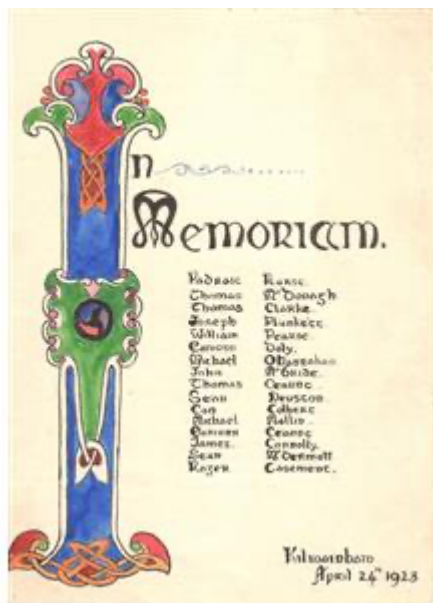 In
Memoriam.
Padraic Pearse.
Thomas McDonagh
Thomas Clarke.
Joseph Plunkett
William Pearse.
Daly.
Michael O'Hanrahan
John McBride.
Thomas Ceannt
Sean Heuston
Con Colbert
Michael Mallin
Eamonn Ceannt
James Connolly.
Sean McDermott
Roger Casement.
Kilmainham
April 24th 1923